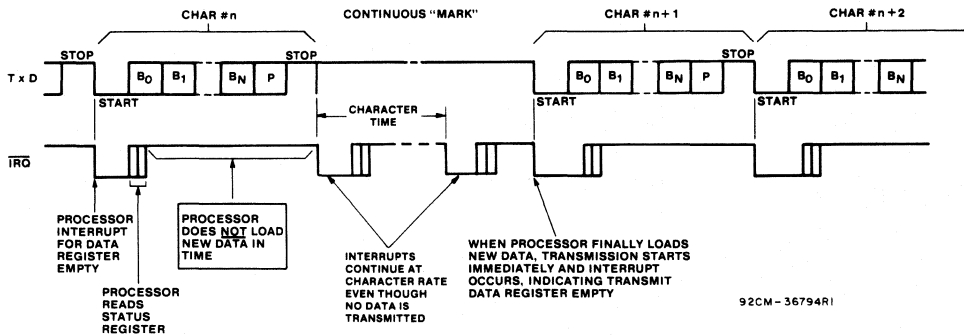 CHAR #n
CONTINUOUS "MARK"
CHAR #n+1
CHAR #n+2
STOP
STOP
STOP
T x D
B0
B1
BN
P
B0
B1
BN
P
B0
B1
BN
START
START
START
CHARACTER
TIME
IRQ
PROCESSOR
INTERRUPT
FOR DATA
REGISTER
EMPTY
PROCESSOR
READS
STATUS
REGISTER
PROCESSOR
DOES NOT LOAD
NEW DATA IN
TIME
INTERRUPTS
CONTINUE AT
CHARACTER RATE
EVEN THOUGH
NO DATA IS
TRANSMITTED
WHEN PROCESSOR FINALLY LOADS
NEW DATA, TRANSMISSION STARTS
IMMEDIATELY AND INTERRUPT
OCCURS, INDICATING TRANSMIT
DATA REGISTER EMPTY
92CM-36794RI